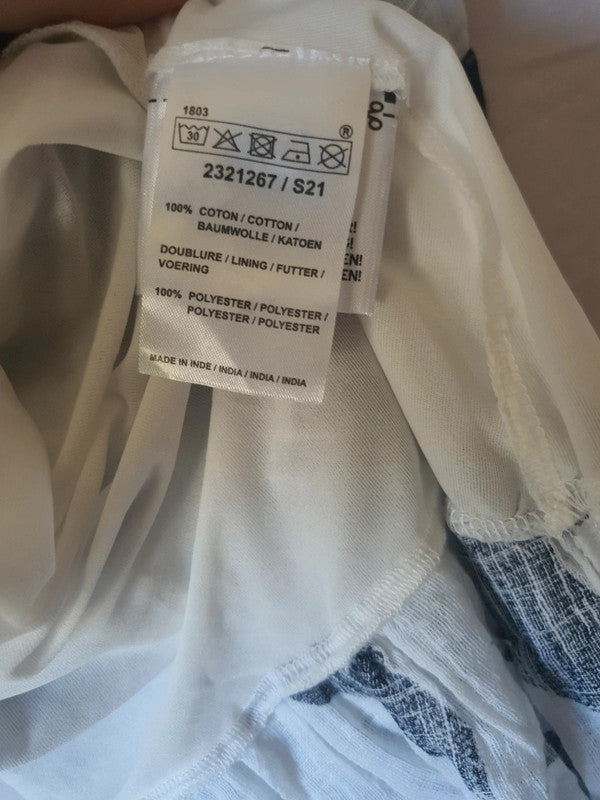 1803
30
®
2321267 / S21
100% COTON / COTTON /
BAUMWOLLE / KATOEN
DOUBLURE / LINING / FUTTER /
VOERING
100% POLYESTER / POLYESTER /
POLYESTER / POLYESTER
MADE IN INDE / INDIA / INDIA / INDIA